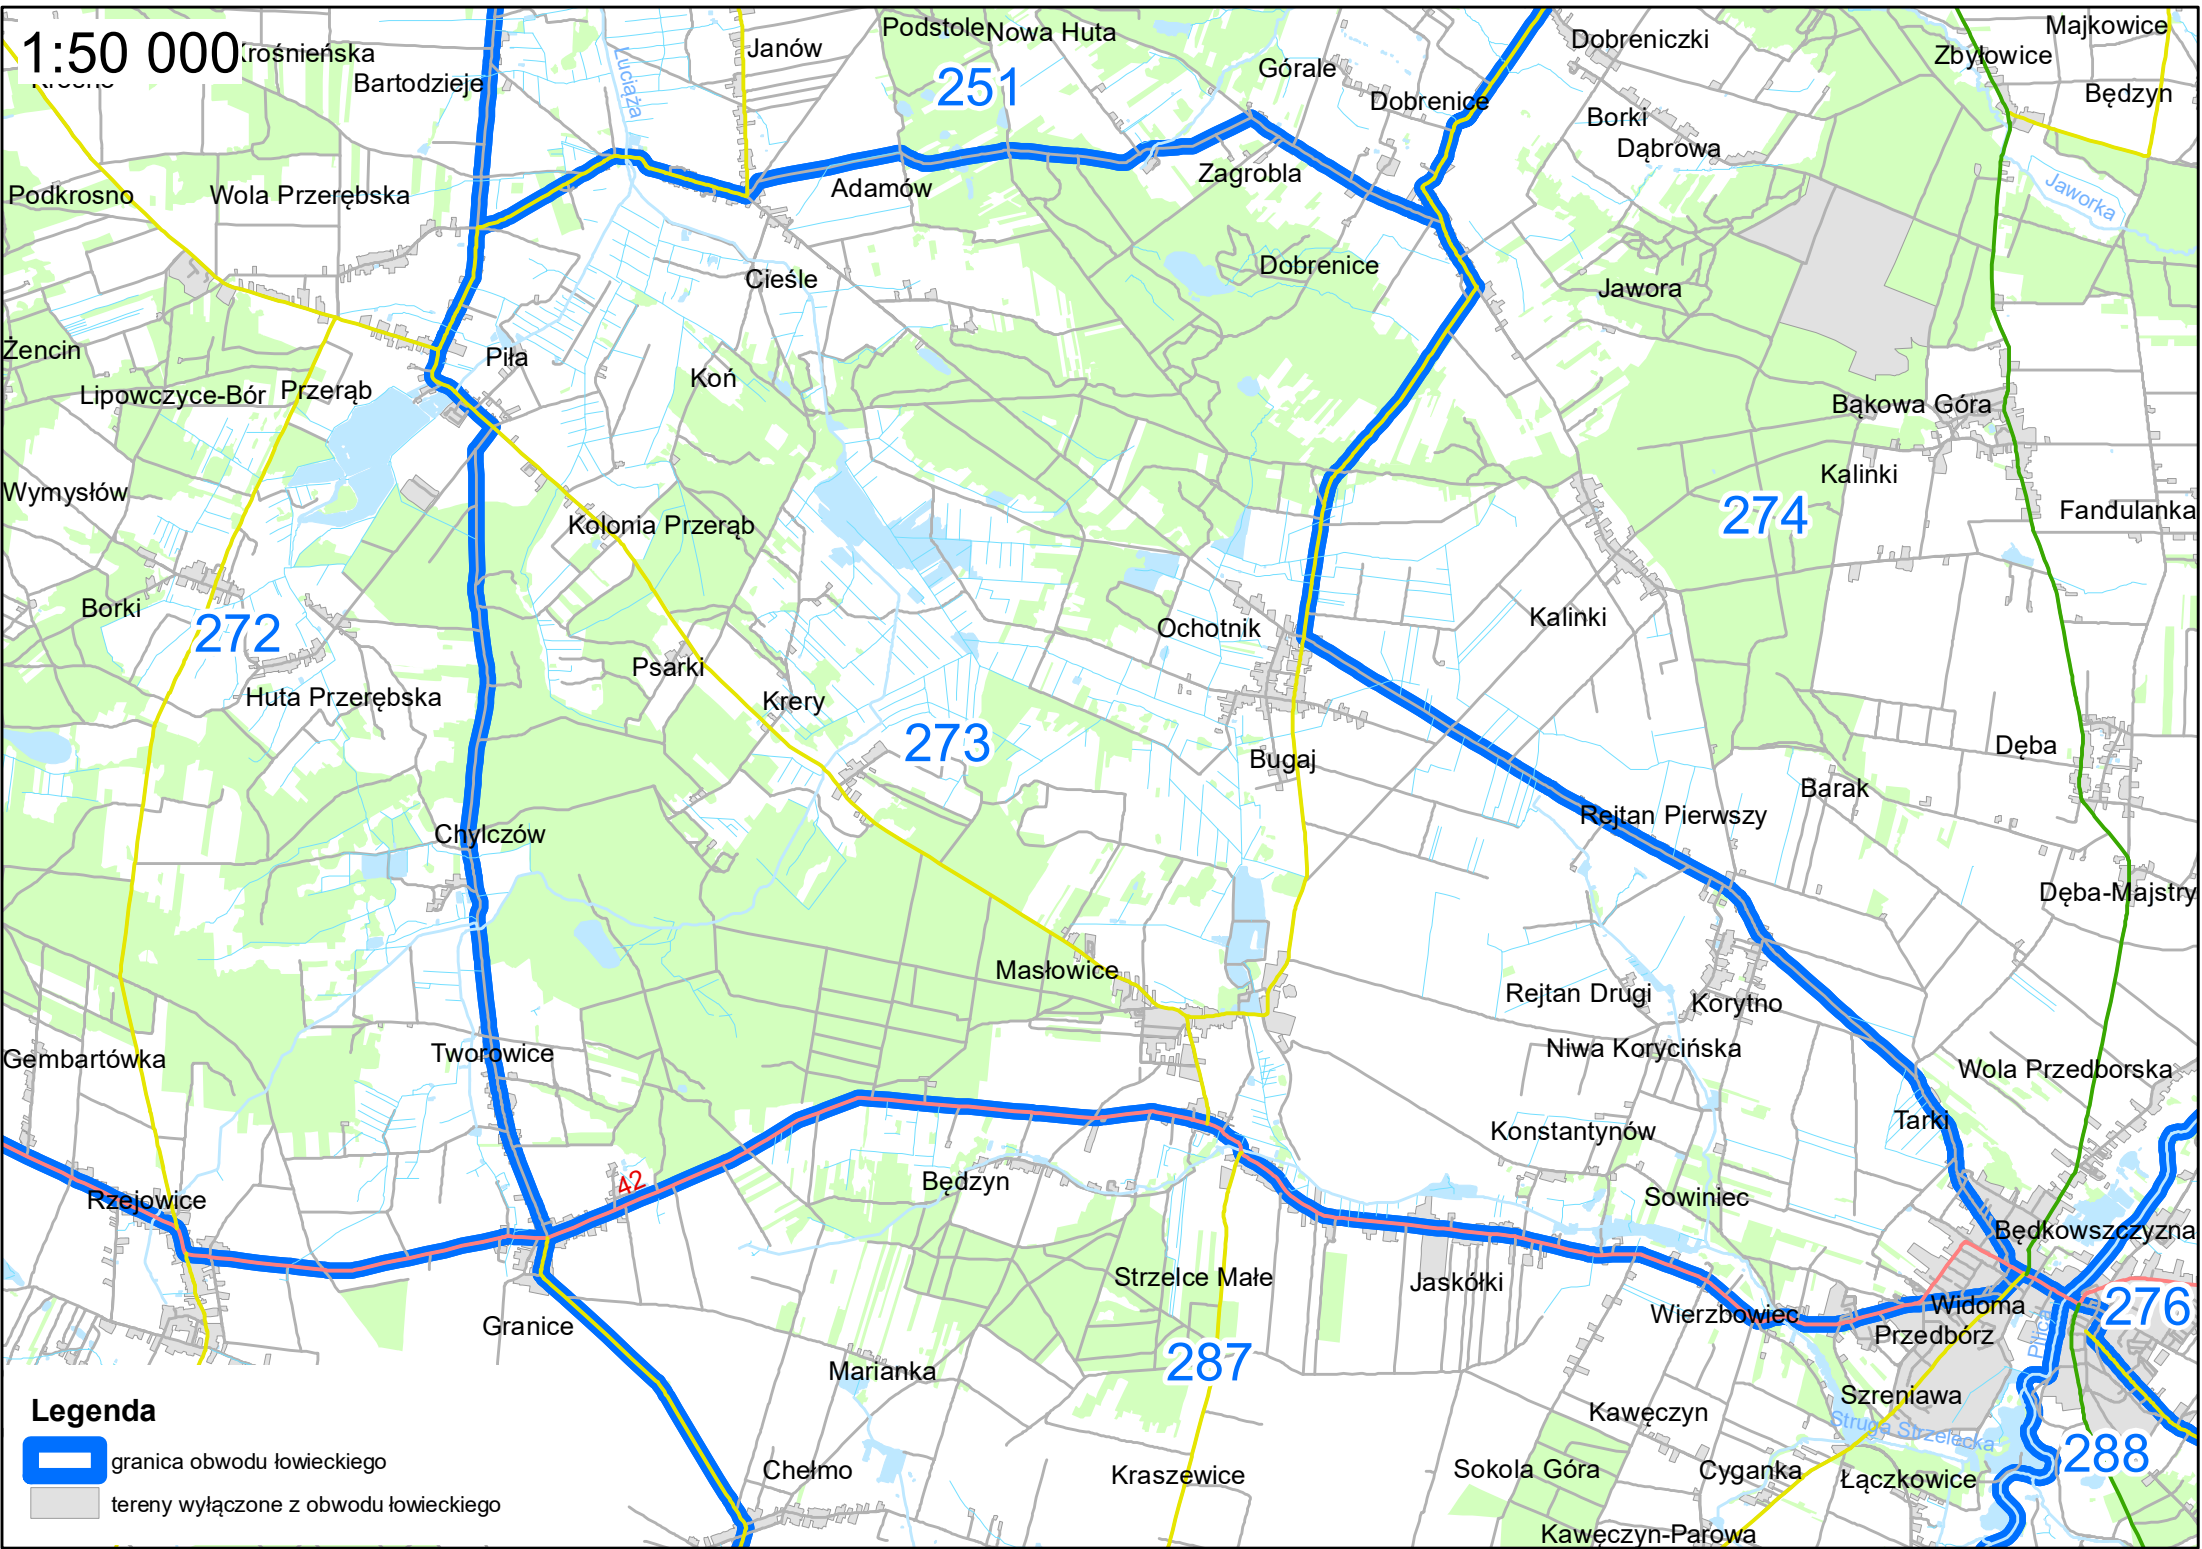 1:50 000
Krośnieńska
Bartodzieje
Luciąża
Janów
Podstole
Nowa Huta
251
Górale
Dobrenice
Dobreniczki
Majkowice
Zbyłowice
Będzyn
Borki
Dąbrowa
Podkrosno
Wola Przerębska
Adamów
Zagrobla
Jaworka
Cieśle
Dobrenice
Jawora
Żencin
Piła
Lipowczyce-Bór
Przerąb
Koń
Bąkowa Góra
Kalinki
Wymysłów
Kolonia Przerąb
274
Fandulanka
Borki
272
Ochotnik
Kalinki
Psarki
Huta Przerębska
Krery
273
Bugaj
Dęba
Barak
Chylczów
Rejtan Pierwszy
Dęba-Majstry
Masłowice
Rejtan Drugi
Korytno
Gembartówka
Tworowice
Niwa Korycińska
Wola Przedborska
Tarki
Konstantynów
42
Będzyn
Rzejowice
Sowiniec
Będkowszczyzna
Strzelce Małe
Jaskółki
Wierzbowiec
Widoma
276
Przedbórz
Pilica
Granice
287
Marianka
Szreniawa
Kawęczyn
Struga Strzelecka
288
Legenda
granica obwodu łowieckiego
tereny wyłączone z obwodu łowieckiego
Chełmo
Kraszewice
Sokola Góra
Cyganka
Łączkowice
Kawęczyn-Parowa